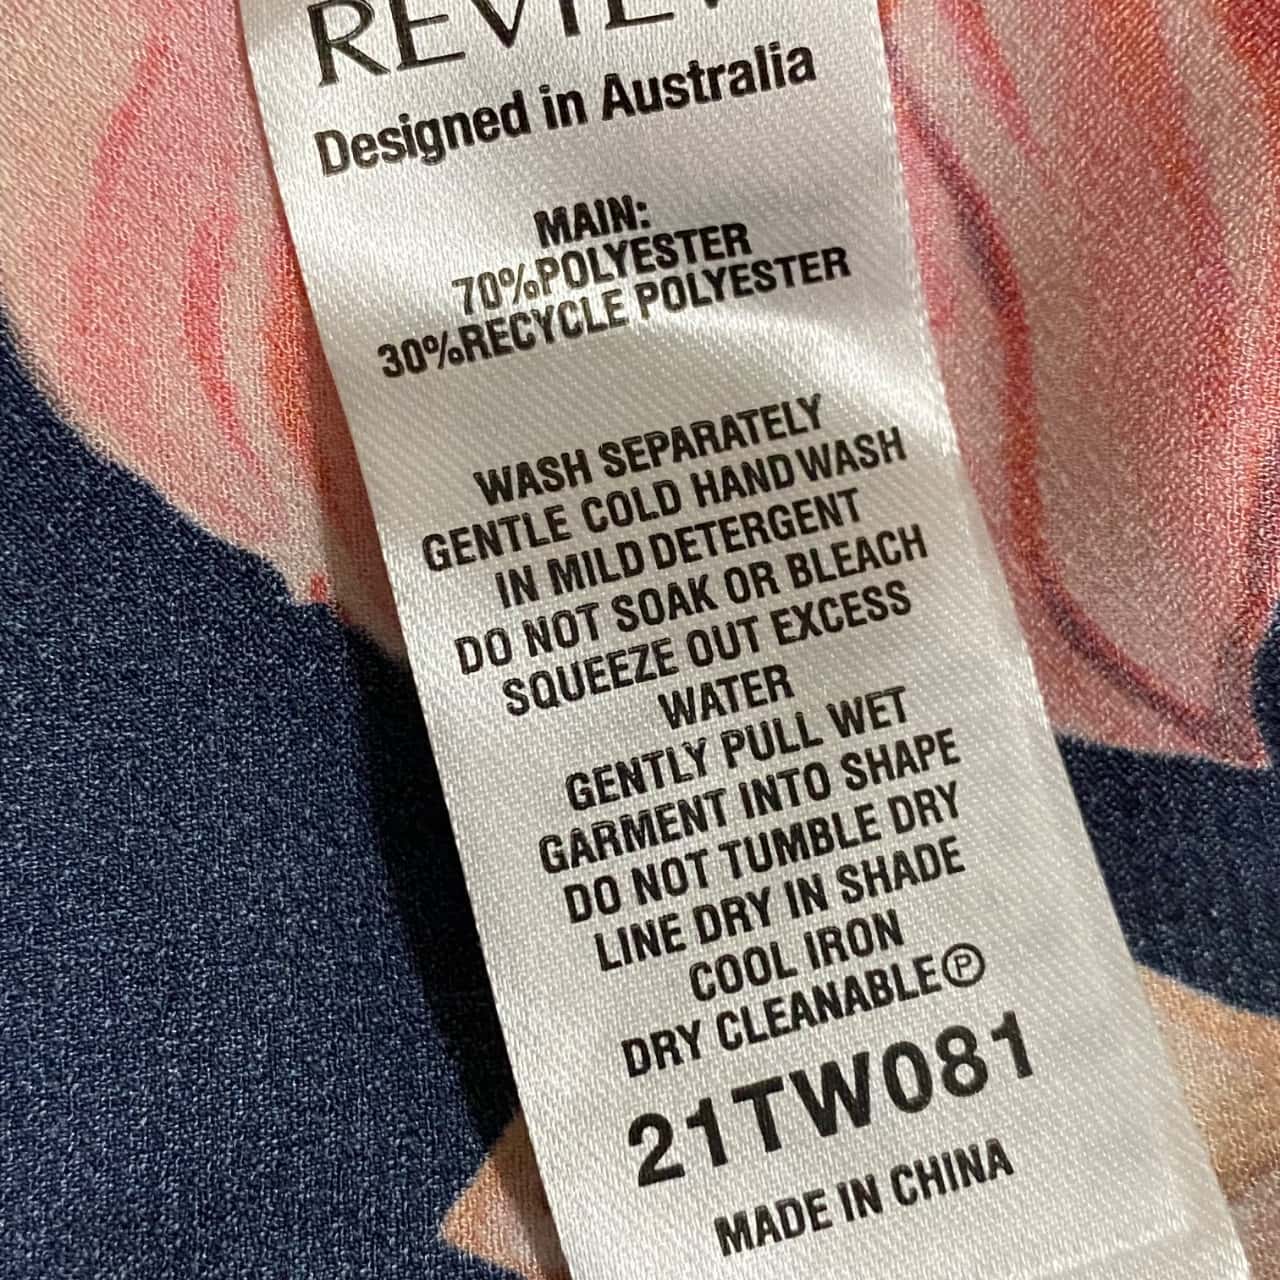 REVIEW
Designed in Australia
MAIN:
70%POLYESTER
30%RECYCLE POLYESTER
WASH SEPARATELY
GENTLE COLD HAND WASH
IN MILD DETERGENT
DO NOT SOAK OR BLEACH
SQUEEZE OUT EXCESS
WATER
GENTLY PULL WET
GARMENT INTO SHAPE
DO NOT TUMBLE DRY
LINE DRY IN SHADE
COOL IRON
DRY CLEANABLE Ⓟ
21TW081
MADE IN CHINA